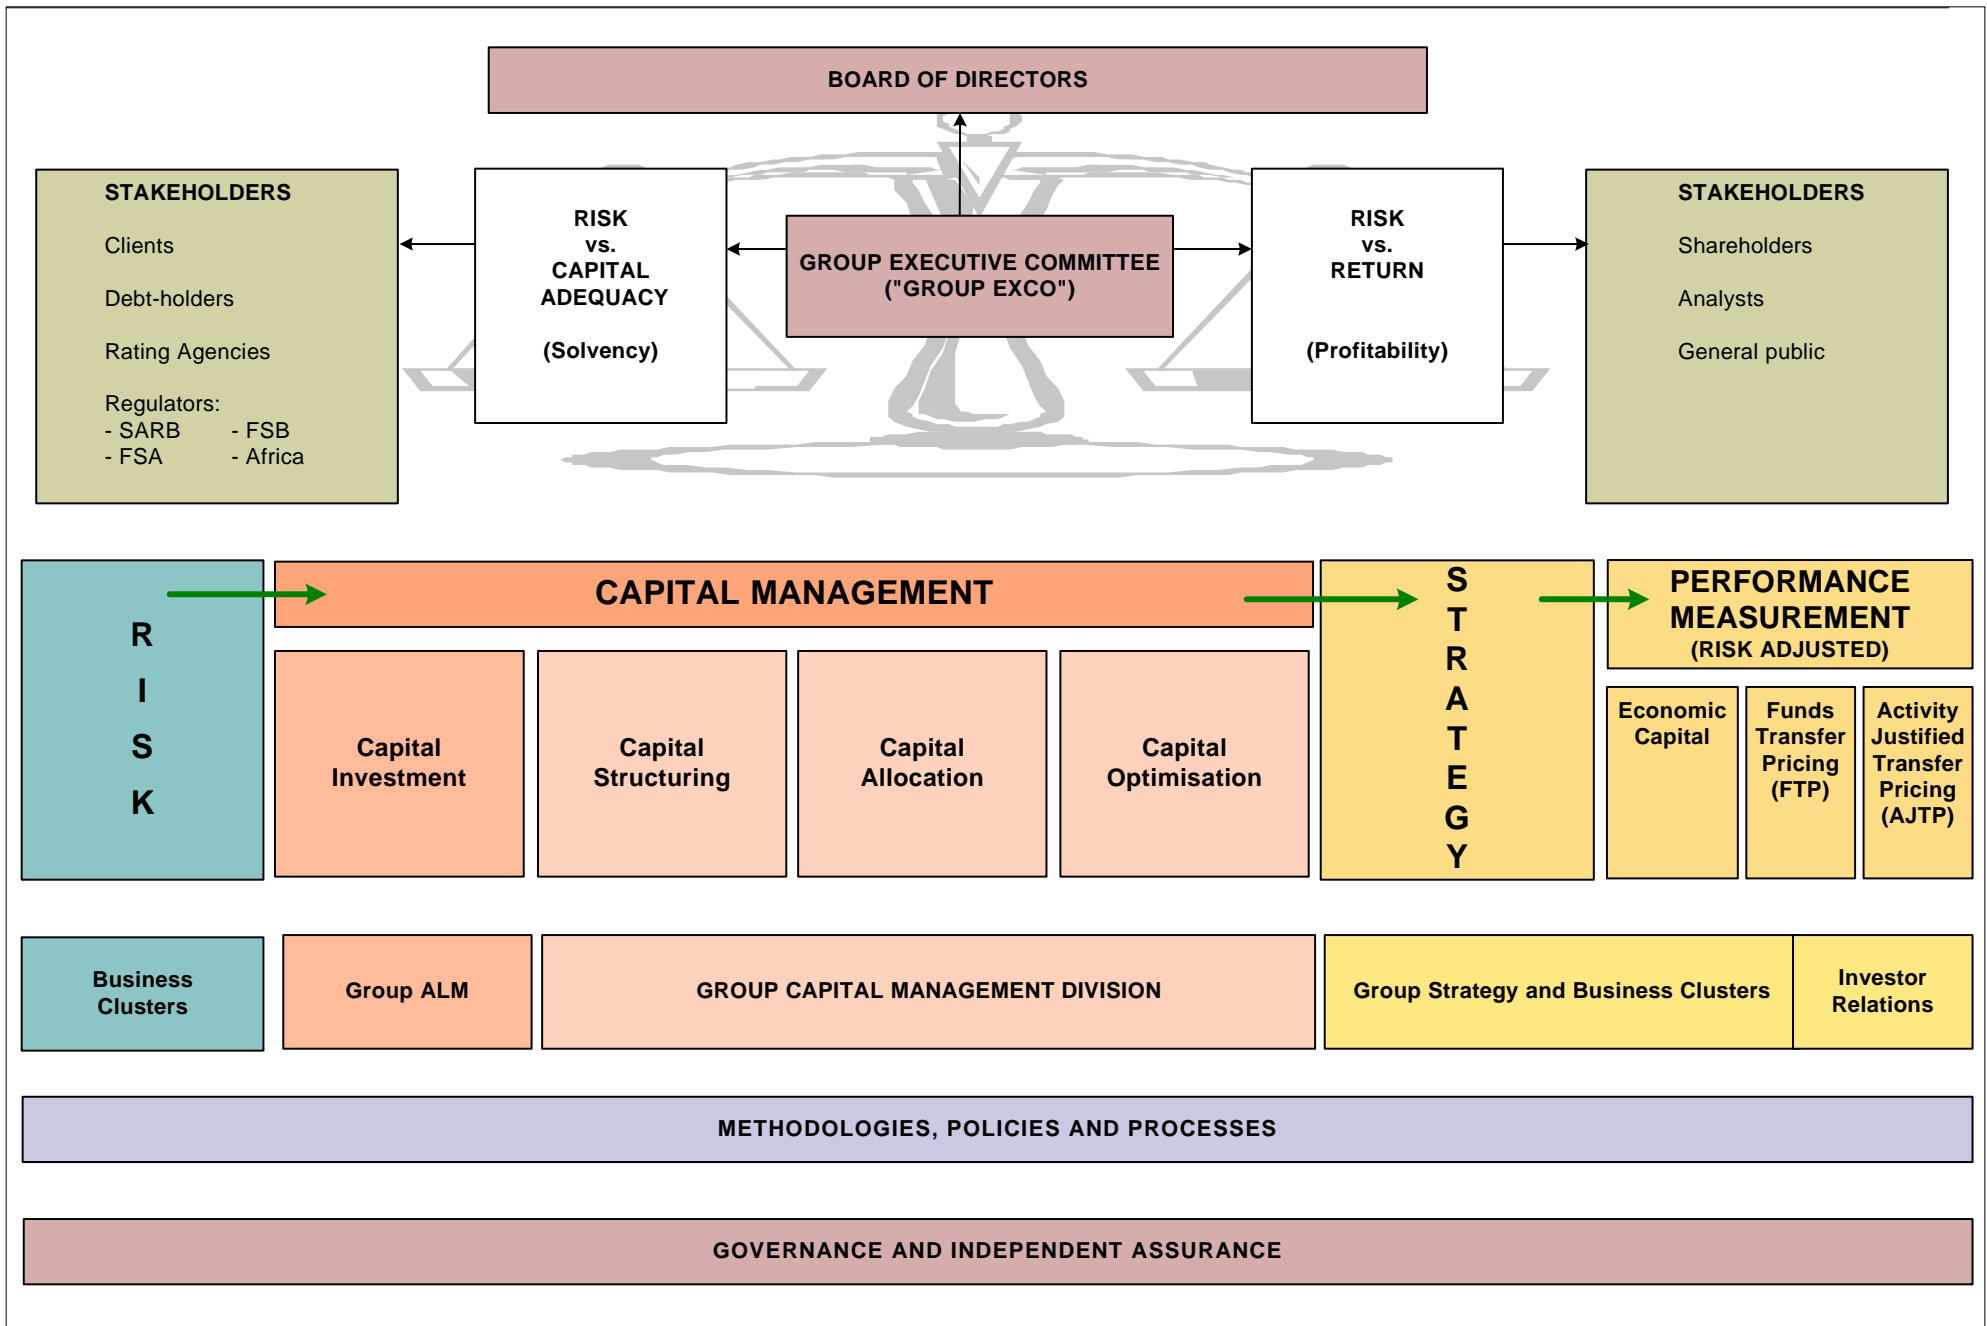 BOARD OF DIRECTORS
STAKEHOLDERS
Clients
Debt-holders
Rating Agencies
Regulators:
- SARB - FSB
- FSA - Africa
RISK
vs.
CAPITAL
ADEQUACY
(Solvency)
GROUP EXECUTIVE COMMITTEE
("GROUP EXCO")
RISK
vs.
RETURN
(Profitability)
STAKEHOLDERS
Shareholders
Analysts
General public
R
I
S
K
CAPITAL MANAGEMENT
Capital
Investment
Capital
Structuring
Capital
Allocation
Capital
Optimisation
S
T
R
A
T
E
G
Y
PERFORMANCE
MEASUREMENT
(RISK ADJUSTED)
Economic
Capital
Funds
Transfer
Pricing
(FTP)
Activity
Justified
Transfer
Pricing
(AJTP)
Business
Clusters
Group ALM
GROUP CAPITAL MANAGEMENT DIVISION
Group Strategy and Business Clusters
Investor
Relations
METHODOLOGIES, POLICIES AND PROCESSES
GOVERNANCE AND INDEPENDENT ASSURANCE